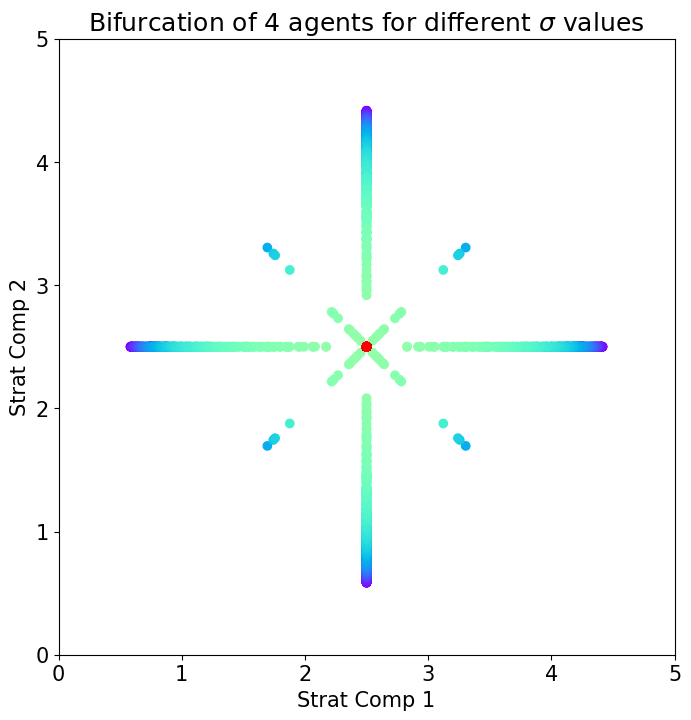 Bifurcation of 4 agents for different σ values
5
4
3
2
1
0
0 1 2 3 4 5
Strat Comp 2
Strat Comp 1